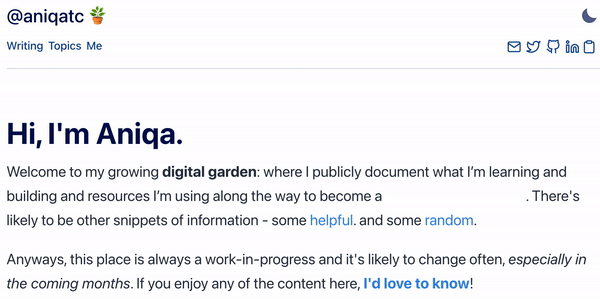 @aniqatc 🪴
Writing Topics Me
Hi, I'm Aniqa.
Welcome to my growing digital garden: where I publicly document what I'm learning and
building and resources I'm using along the way to become a . There's
likely to be other snippets of information - some helpful. and some random.
Anyways, this place is always a work-in-progress and it's likely to change often, especially in
the coming months. If you enjoy any of the content here, I'd love to know!